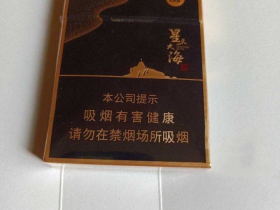 星辰大海
本公司提示
吸烟有害健康
请勿在禁烟场所吸烟